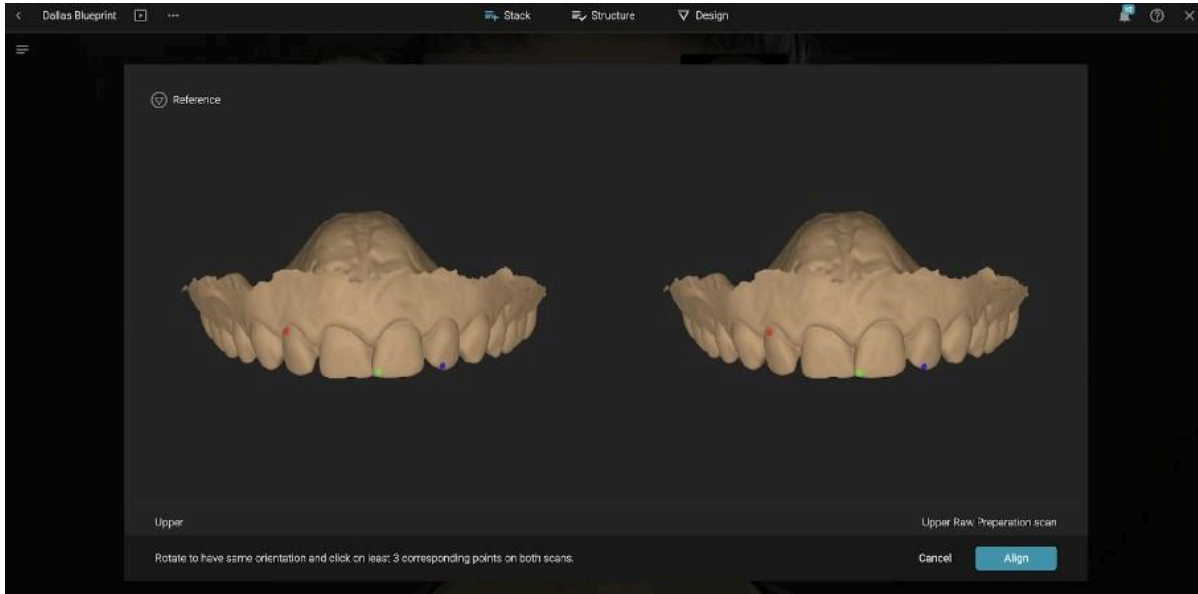 Dallas Blueprint
Stack
Structure
Design
Reference
Upper
Upper Raw Preparation scan
Rotate to have same orientation and click on least 3 corresponding points on both scans.
Cancel
Align